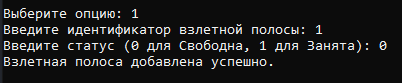 Выберите опцию: 1
Введите идентификатор взлетной полосы: 1
Введите статус (0 для Свободна, 1 для Занята): 0
Взлетная полоса добавлена успешно.